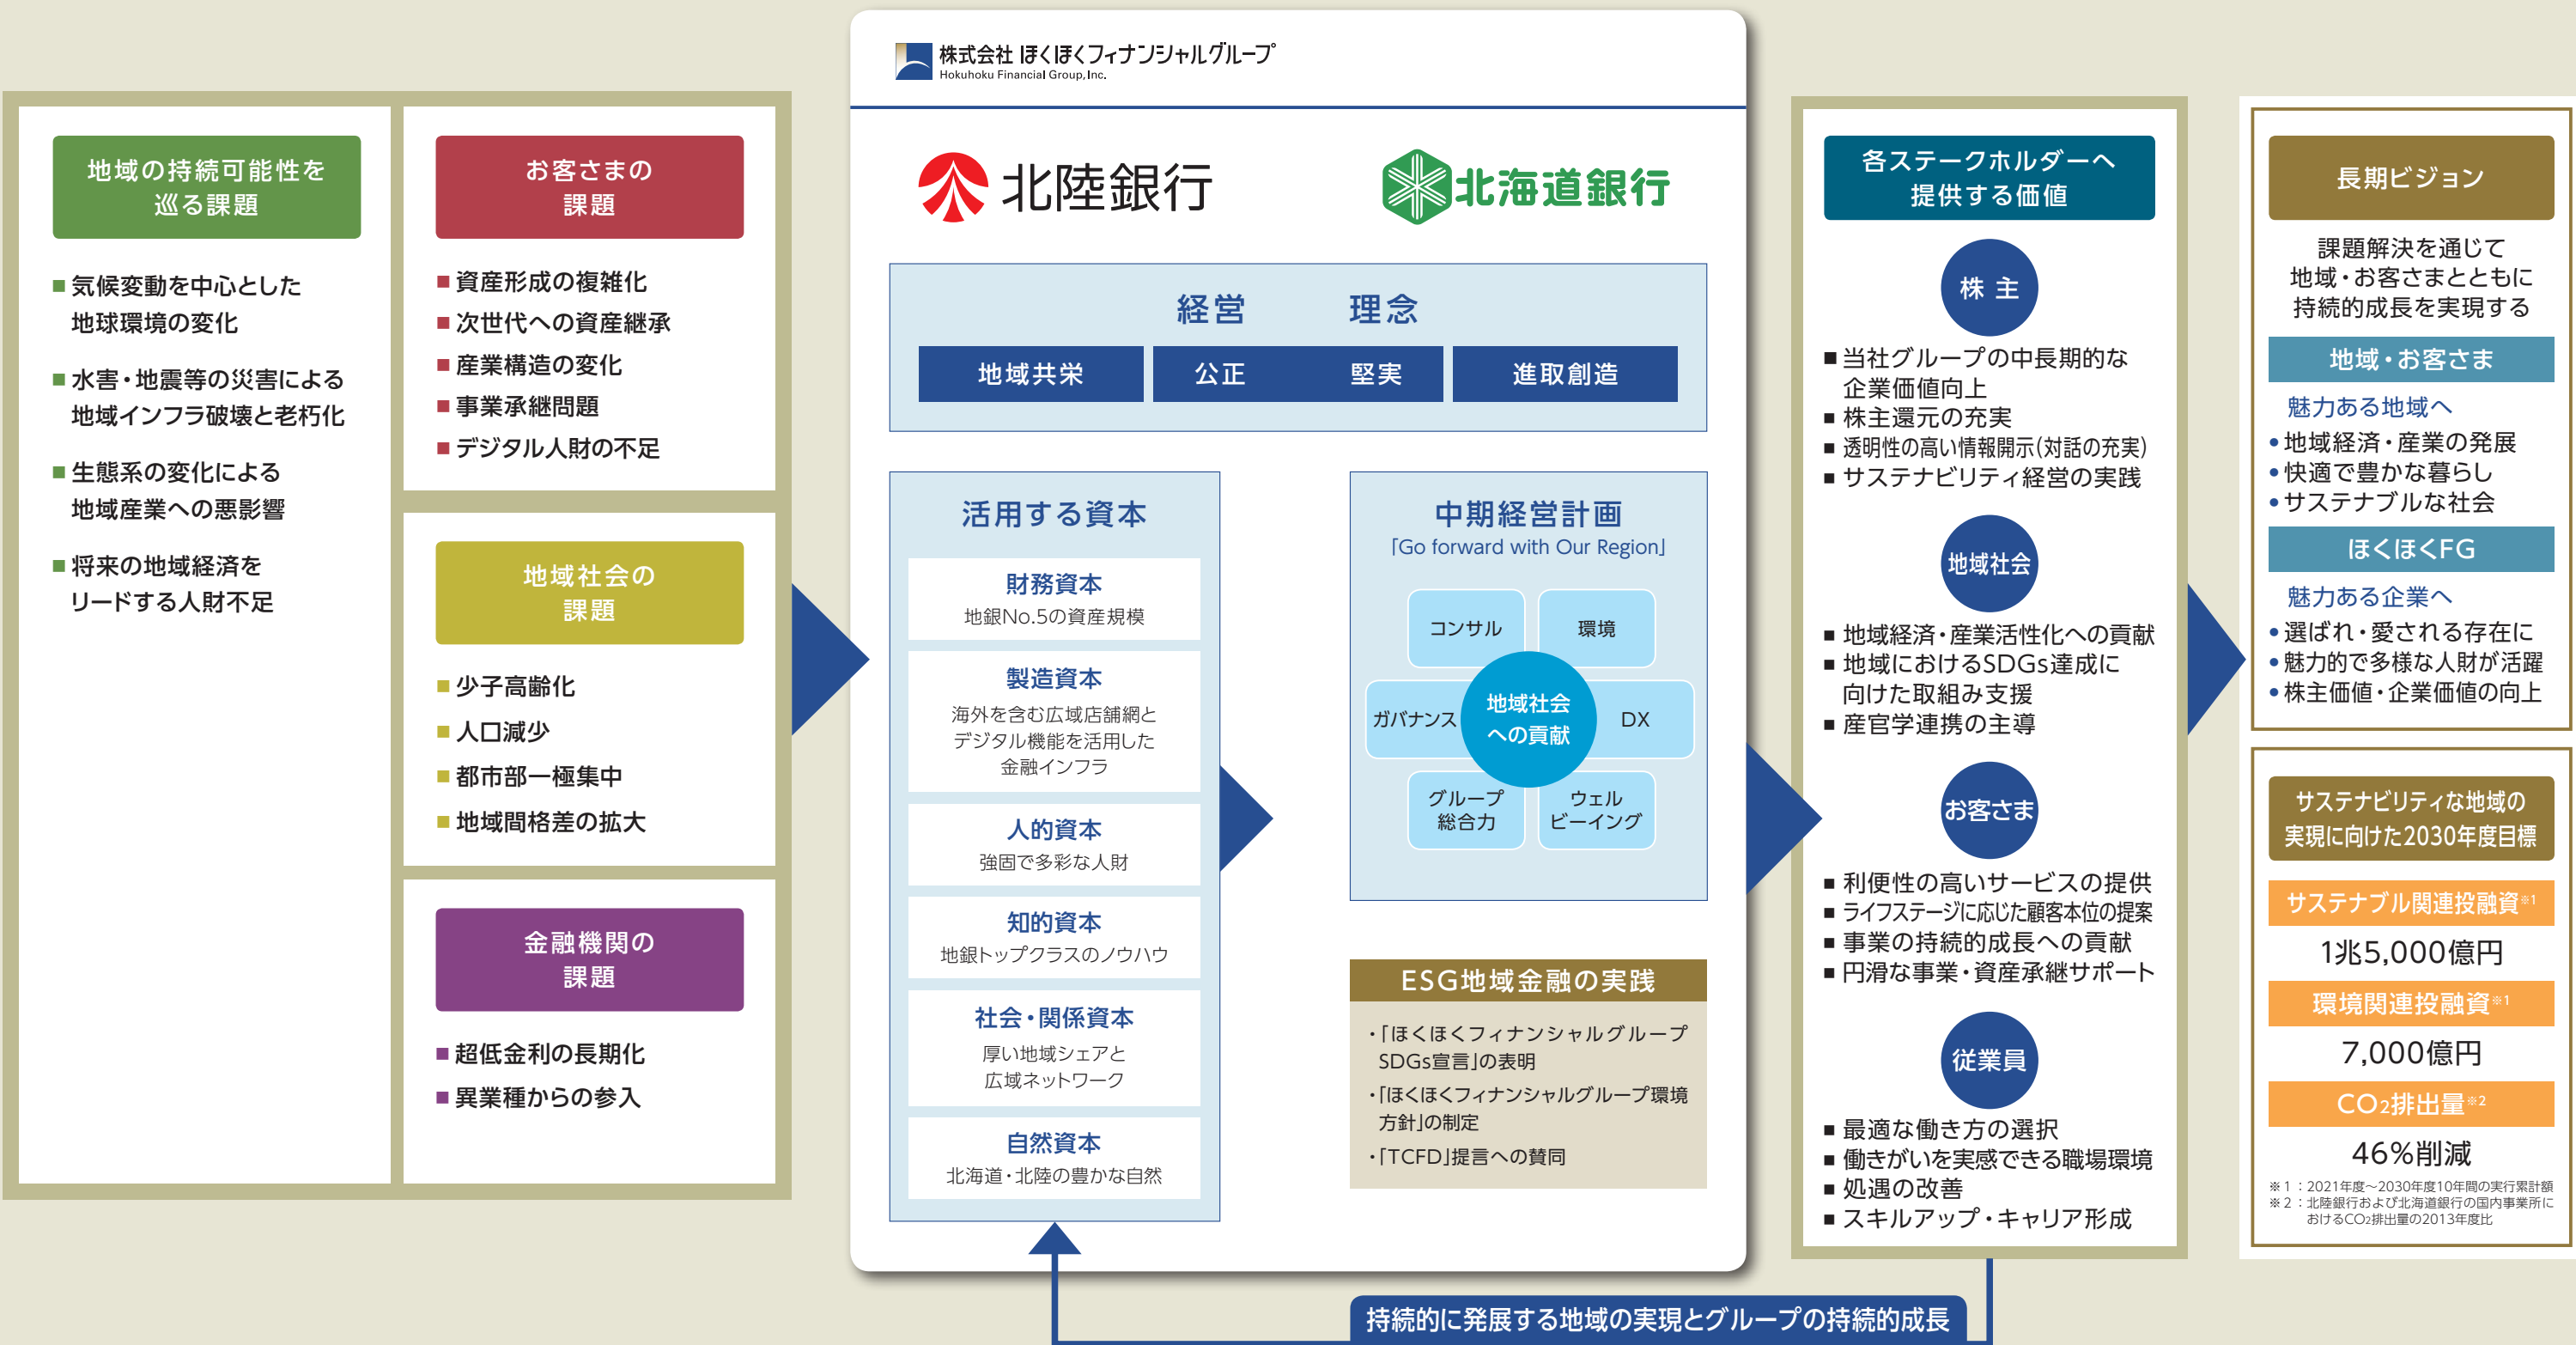 地域の持続可能性を
巡る課題
■ 気候変動を中心とした
地球環境の変化
■ 水害・地震等の災害による
地域インフラ破壊と老朽化
■ 生態系の変化による
地域産業への悪影響
■ 将来の地域経済を
リードする人財不足
お客さまの
課題
■ 資産形成の複雑化
■ 次世代への資産継承
■ 産業構造の変化
■ 事業承継問題
■ デジタル人財の不足
地域社会の
課題
■ 少子高齢化
■ 人口減少
■ 都市部一極集中
■ 地域間格差の拡大
金融機関の
課題
■ 超低金利の長期化
■ 異業種からの参入
株式会社 ほくほくフィナンシャルグループ
Hokuhoku Financial Group, Inc.
北陸銀行
北海道銀行
経営 理念
地域共栄
公正 堅実
進取創造
活用する資本
財務資本
地銀No.5の資産規模
製造資本
海外を含む広域店舗網と
デジタル機能を活用した
金融インフラ
人的資本
強固で多彩な人財
知的資本
地銀トップクラスのノウハウ
社会・関係資本
厚い地域シェアと
広域ネットワーク
自然資本
北海道・北陸の豊かな自然
中期経営計画
「Go forward with Our Region」
コンサル
環境
ガバナンス
地域社会
への貢献
DX
グループ
総合力
ウェル
ビーイング
ESG地域金融の実践
・「ほくほくフィナンシャルグループ
SDGs宣言」の表明
・「ほくほくフィナンシャルグループ環境
方針」の制定
・「TCFD」提言への賛同
各ステークホルダーへ
提供する価値
株 主
■ 当社グループの中長期的な
企業価値向上
■ 株主還元の充実
■ 透明性の高い情報開示(対話の充実)
■ サステナビリティ経営の実践
地域社会
■ 地域経済・産業活性化への貢献
■ 地域におけるSDGs達成に
向けた取組み支援
■ 産官学連携の主導
お客さま
■ 利便性の高いサービスの提供
■ ライフステージに応じた顧客本位の提案
■ 事業の持続的成長への貢献
■ 円滑な事業・資産承継サポート
従業員
■ 最適な働き方の選択
■ 働きがいを実感できる職場環境
■ 処遇の改善
■ スキルアップ・キャリア形成
長期ビジョン
課題解決を通じて
地域・お客さまとともに
持続的成長を実現する
地域・お客さま
魅力ある地域へ
•地域経済・産業の発展
•快適で豊かな暮らし
•サステナブルな社会
ほくほくFG
魅力ある企業へ
•選ばれ・愛される存在に
•魅力的で多様な人財が活躍
•株主価値・企業価値の向上
サステナビリティな地域の
実現に向けた2030年度目標
サステナブル関連投融資※1
1兆5,000億円
環境関連投融資※1
7,000億円
CO2排出量※2
46%削減
※1：2021年度～2030年度10年間の実行累計額
※2：北陸銀行および北海道銀行の国内事業所に
おけるCO2排出量の2013年度比
持続的に発展する地域の実現とグループの持続的成長